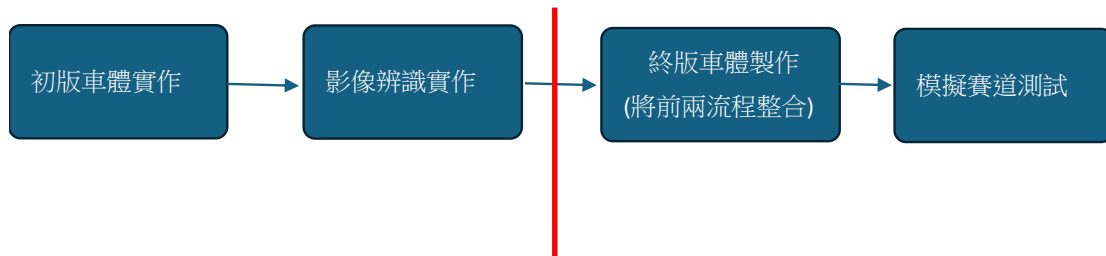 初版車體實作
影像辨識實作
終版車體製作
(將前兩流程整合)
模擬賽道測試